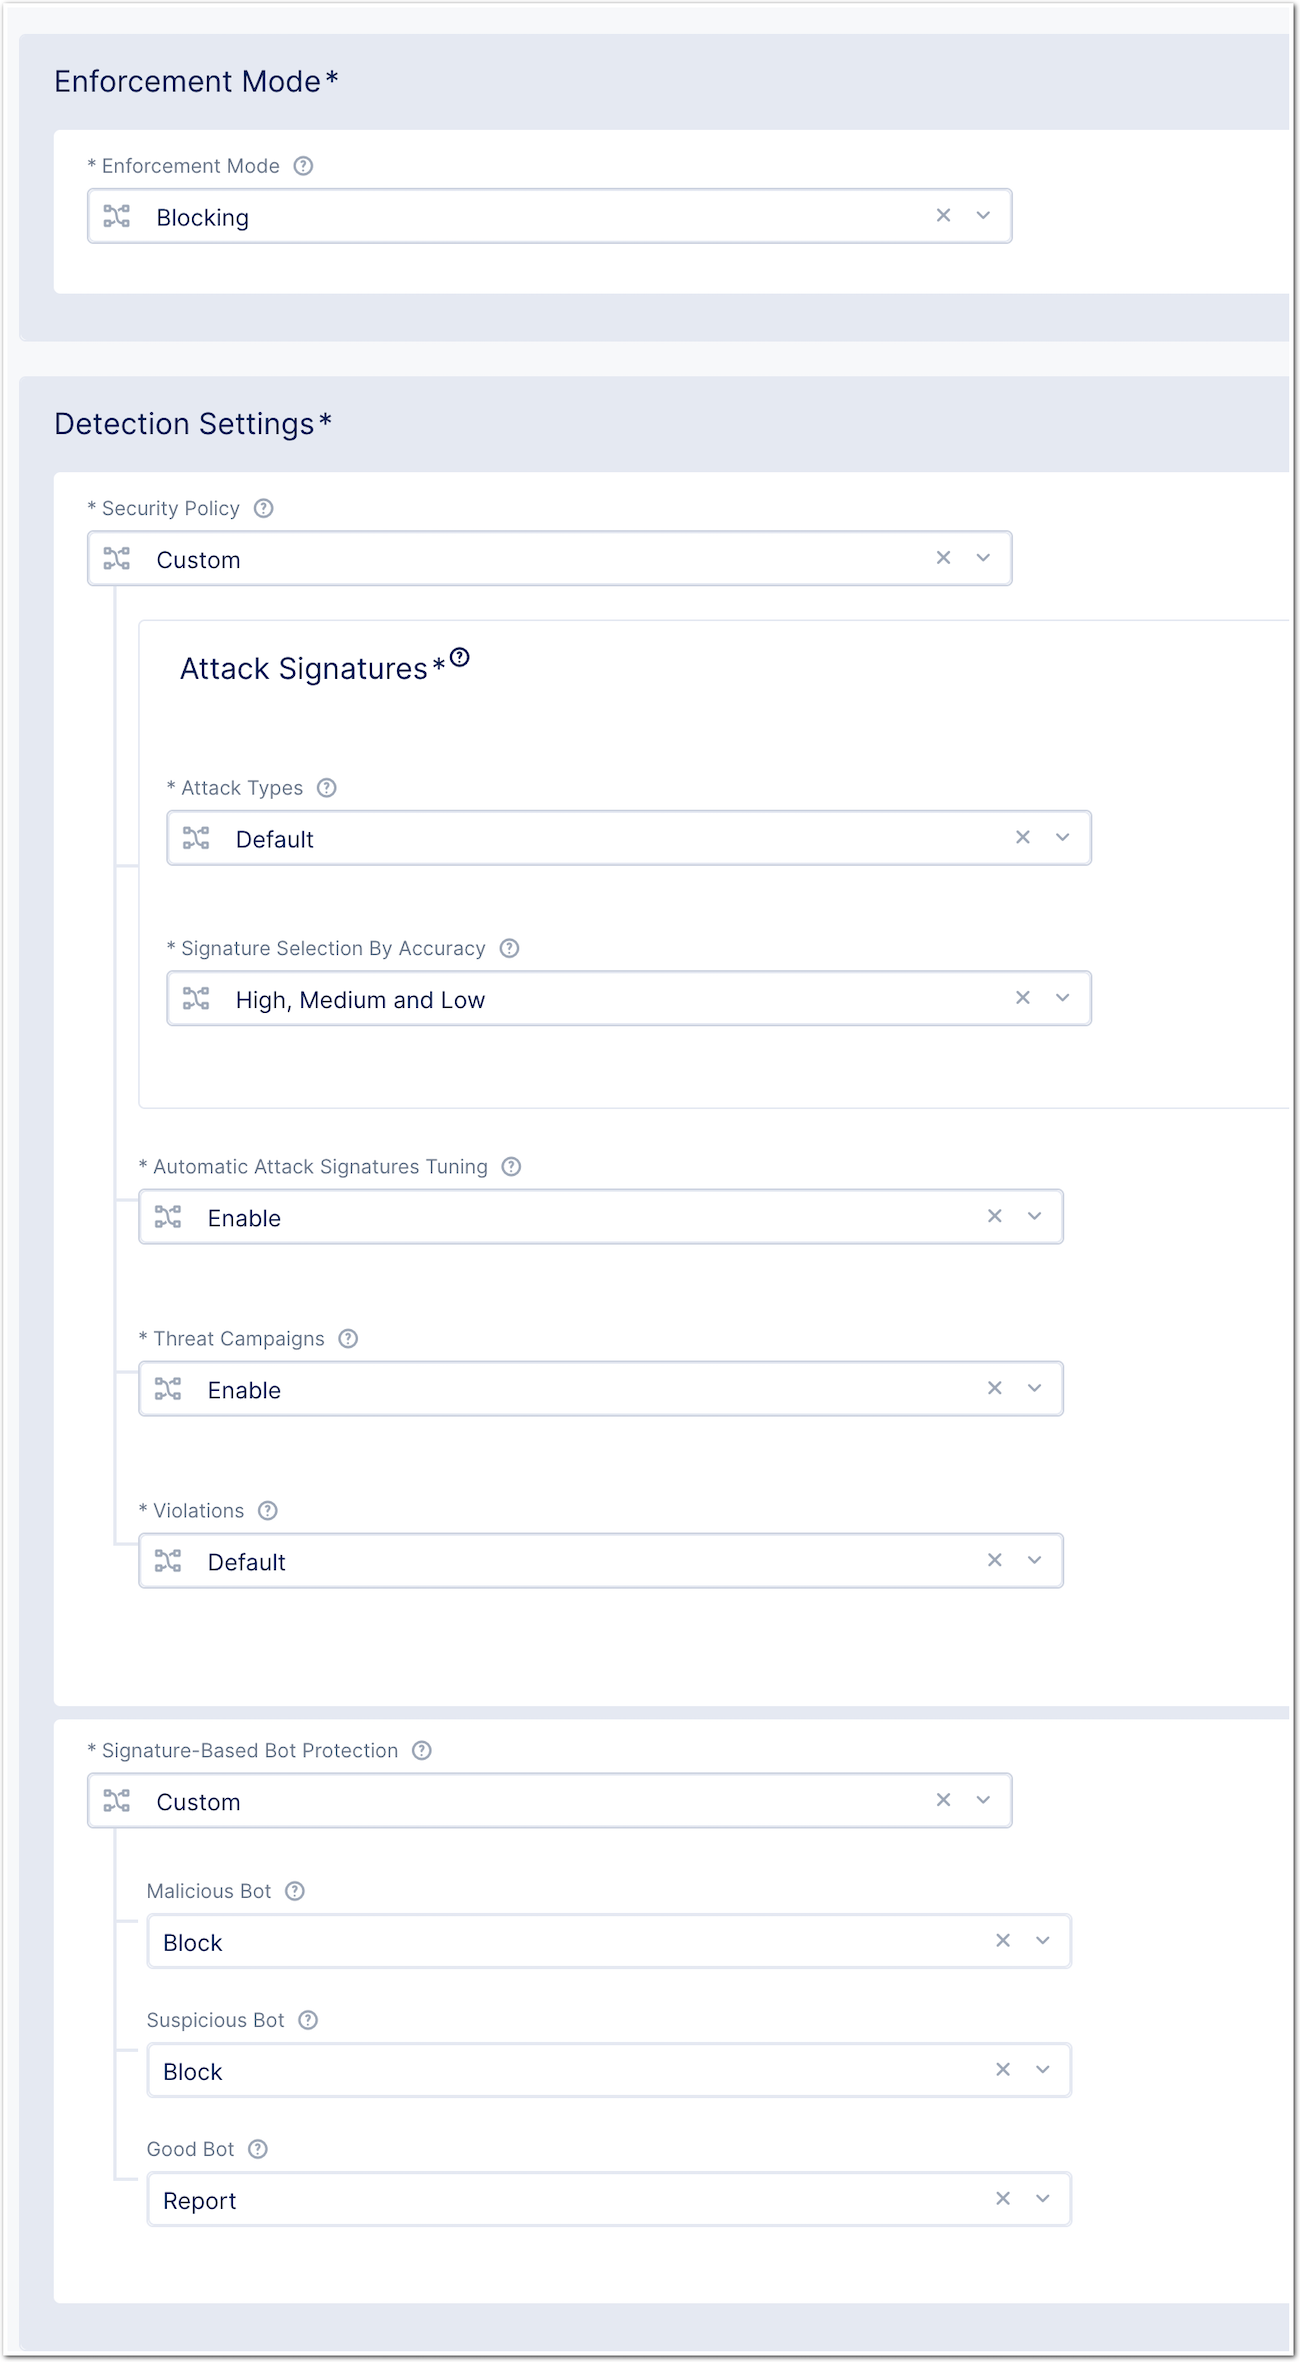 Enforcement Mode*
* Enforcement Mode
Blocking
Detection Settings*
* Security Policy
Custom
Attack Signatures*
* Attack Types
Default
* Signature Selection By Accuracy
High, Medium and Low
* Automatic Attack Signatures Tuning
Enable
* Threat Campaigns
Enable
* Violations
Default
* Signature-Based Bot Protection
Custom
Malicious Bot
Block
Suspicious Bot
Block
Good Bot
Report